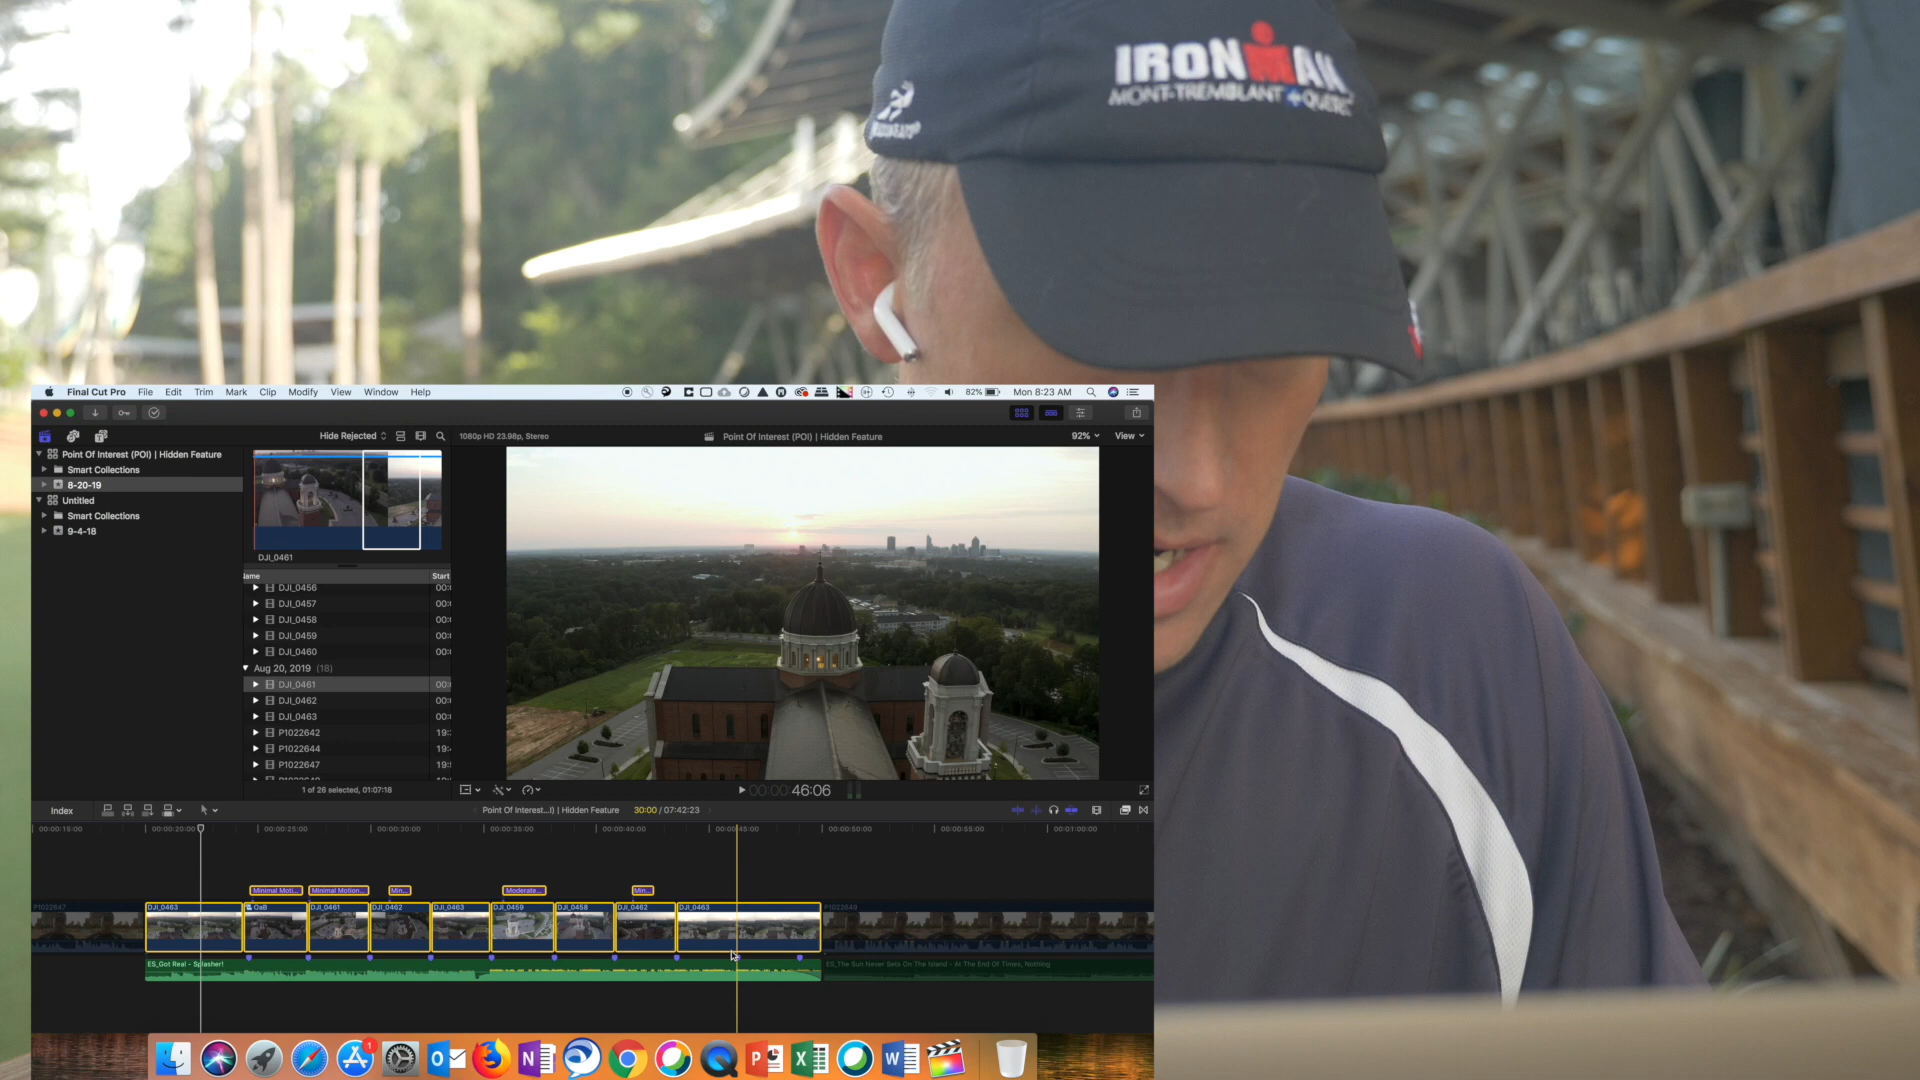 IRONMAN
MONT-TREMBLANT QUEBEC
Final Cut Pro File Edit Trim Mark Clip Modify View Window Help
82% Mon 8:23 AM
Hide Rejected
1080p HD 23.98p, Stereo
Point Of Interest (POI) | Hidden Feature
92% View
Point Of Interest (POI) | Hidden Feature
Smart Collections
8-20-19
Untitled
Smart Collections
9-4-18
DJI_0461
Start
DJI_0456
DJI_0457
DJI_0458
DJI_0459
DJI_0460
Aug 20, 2019 (18)
DJI_0461
DJI_0462
DJI_0463
P1022642
P1022644
P1022647
1 of 26 selected, 01:07:18
00:00 46:06
Index
Point Of Interest...I) | Hidden Feature
30:00 / 07:42:23
00:00:15:00 00:00:20:00 00:00:25:00 00:00:30:00 00:00:35:00 00:00:40:00 00:00:45:00 00:00:50:00 00:00:55:00 00:01:00:00
Minimal Moti... Minimal Motion... Min... Moderate... Min...
P1022647 DJI_0463 DJI_0461 DJI_0462 DJI_0463 DJI_0459 DJI_0458 DJI_0462 DJI_0463
ES_Got Real - Splasher!
ES_The Sun Never Sets On The Island - At The End Of Times, Nothing
1